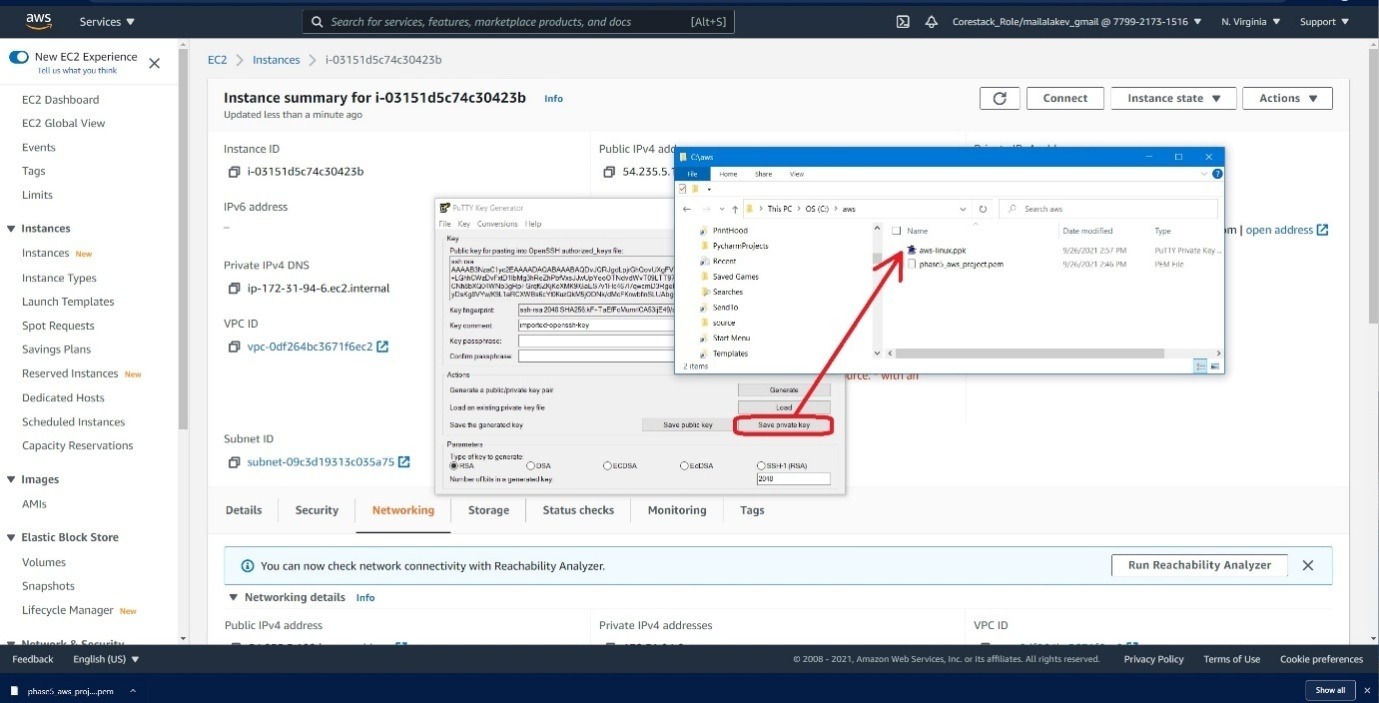 aws
Services
Search for services, features, marketplace products, and docs [Alt+S]
Corestack_Role/mailalakev_gmail @ 7799-2173-1516
N. Virginia
Support
New EC2 Experience
Tell us what you think
EC2 Dashboard
EC2 Global View
Events
Tags
Limits
Instances
Instances New
Instance Types
Launch Templates
Spot Requests
Savings Plans
Reserved Instances New
Dedicated Hosts
Scheduled Instances
Capacity Reservations
Images
AMIs
Elastic Block Store
Volumes
Snapshots
Lifecycle Manager New
Network & Security
EC2 > Instances > i-03151d5c74c30423b
Instance summary for i-03151d5c74c30423b Info
Updated less than a minute ago
Connect
Instance state
Actions
Instance ID
i-03151d5c74c30423b
IPv6 address
–
Private IPv4 DNS
ip-172-31-94-6.ec2.internal
VPC ID
vpc-0df264bc3671f6ec2
Subnet ID
subnet-09c3d19313c035a75
Public IPv4
54.235.5.
open address
with an
PuTTY Key Generator
File Key Conversions Help
Key
Public key for pasting into OpenSSH authorized_keys file:
ssh-rsa
Key fingerprint:
Key comment: imported-openssh-key
Key passphrase:
Confirm passphrase:
Actions
Generate a public/private key pair
Generate
Load an existing private key file
Load
Save the generated key
Save public key
Save private key
Parameters
Type of key to generate:
RSA DSA ECDSA EdDSA SSH-1 (RSA)
Number of bits in a generated key: 2048
C:\aws
File Home Share View
This PC > OS (C:) > aws
Search aws
PrintHood
PycharmProjects
Recent
Saved Games
Searches
SendTo
source
Start Menu
Templates
Name Date modified Type
aws-linux.ppk 9/26/2021 2:57 PM PuTTY Private Key ...
phase5_aws_project.pem 9/26/2021 2:46 PM PEM File
2 items
Details
Security
Networking
Storage
Status checks
Monitoring
Tags
You can now check network connectivity with Reachability Analyzer.
Run Reachability Analyzer
Networking details Info
Public IPv4 address
Private IPv4 addresses
VPC ID
Feedback
English (US)
© 2008 - 2021, Amazon Web Services, Inc. or its affiliates. All rights reserved.
Privacy Policy
Terms of Use
Cookie preferences
phase5_aws_proj....pem
Show all